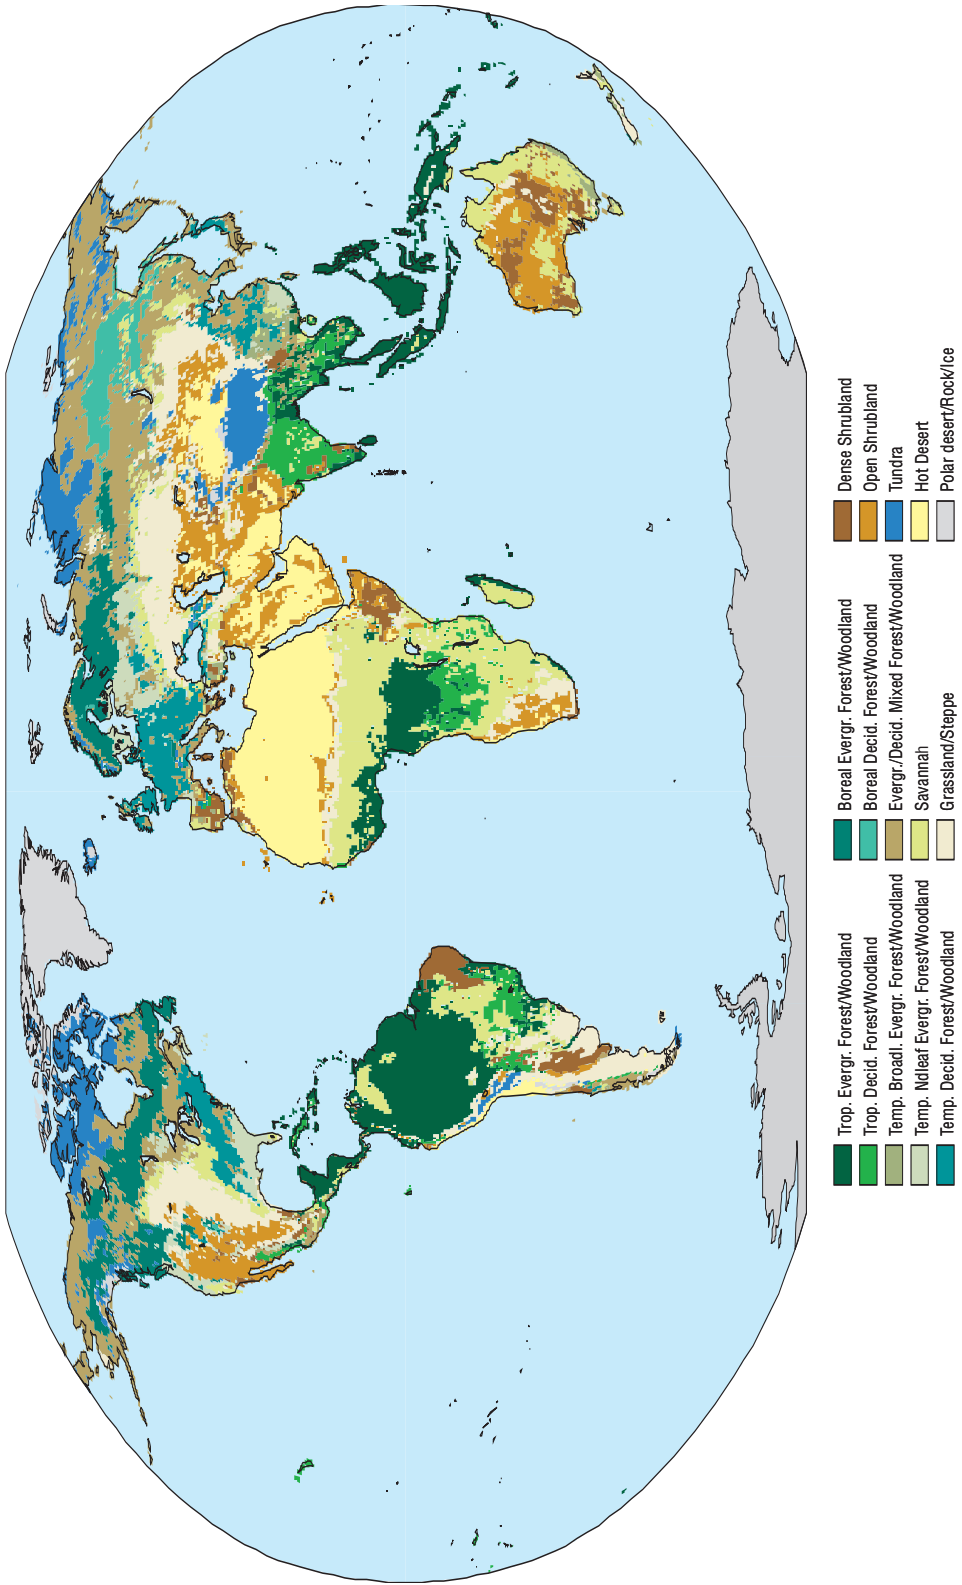 Trop. Evergr. Forest/Woodland
Trop. Decid. Forest/Woodland
Temp. Broadl. Evergr. Forest/Woodland
Temp. Ndleaf Evergr. Forest/Woodland
Temp. Decid. Forest/Woodland
Boreal Evergr. Forest/Woodland
Boreal Decid. Forest/Woodland
Evergr./Decid. Mixed Forest/Woodland
Savannah
Grassland/Steppe
Dense Shrubland
Open Shrubland
Tundra
Hot Desert
Polar desert/Rock/Ice